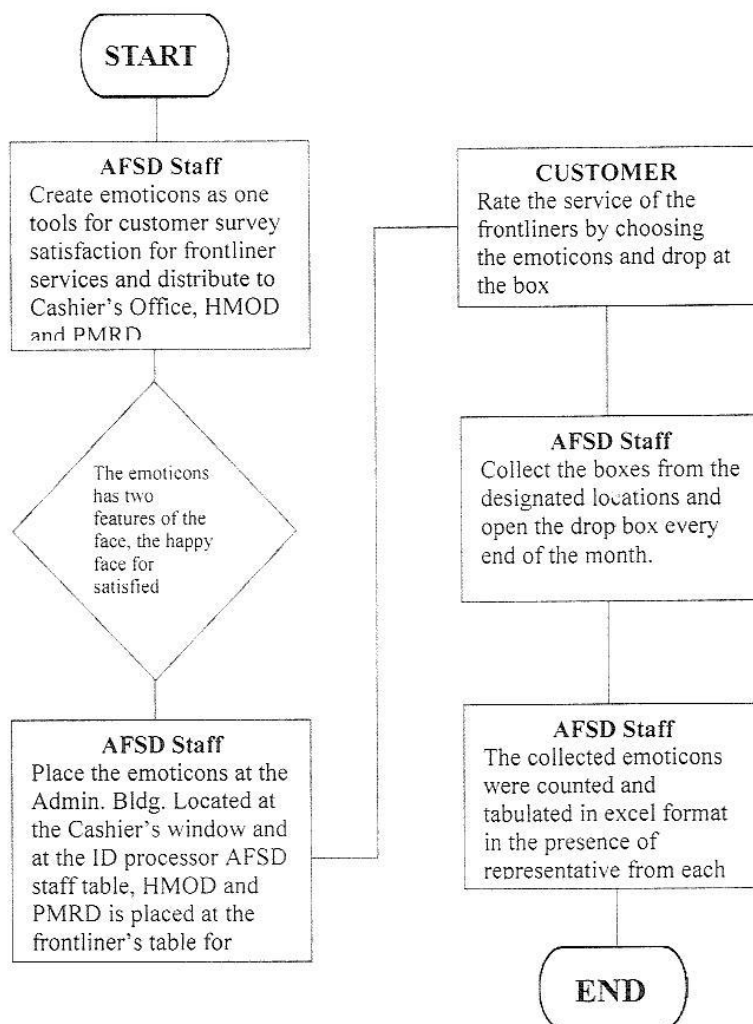 START
AFSD Staff
Create emoticons as one
tools for customer survey
satisfaction for frontliner
services and distribute to
Cashier's Office, HMOD
and PMRD
The emoticons
has two
features of the
face, the happy
face for
satisfied
AFSD Staff
Place the emoticons at the
Admin. Bldg. Located at
the Cashier's window and
at the ID processor AFSD
staff table, HMOD and
PMRD is placed at the
frontliner's table for
CUSTOMER
Rate the service of the
frontliners by choosing
the emoticons and drop at
the box
AFSD Staff
Collect the boxes from the
designated locations and
open the drop box every
end of the month.
AFSD Staff
The collected emoticons
were counted and
tabulated in excel format
in the presence of
representative from each
END